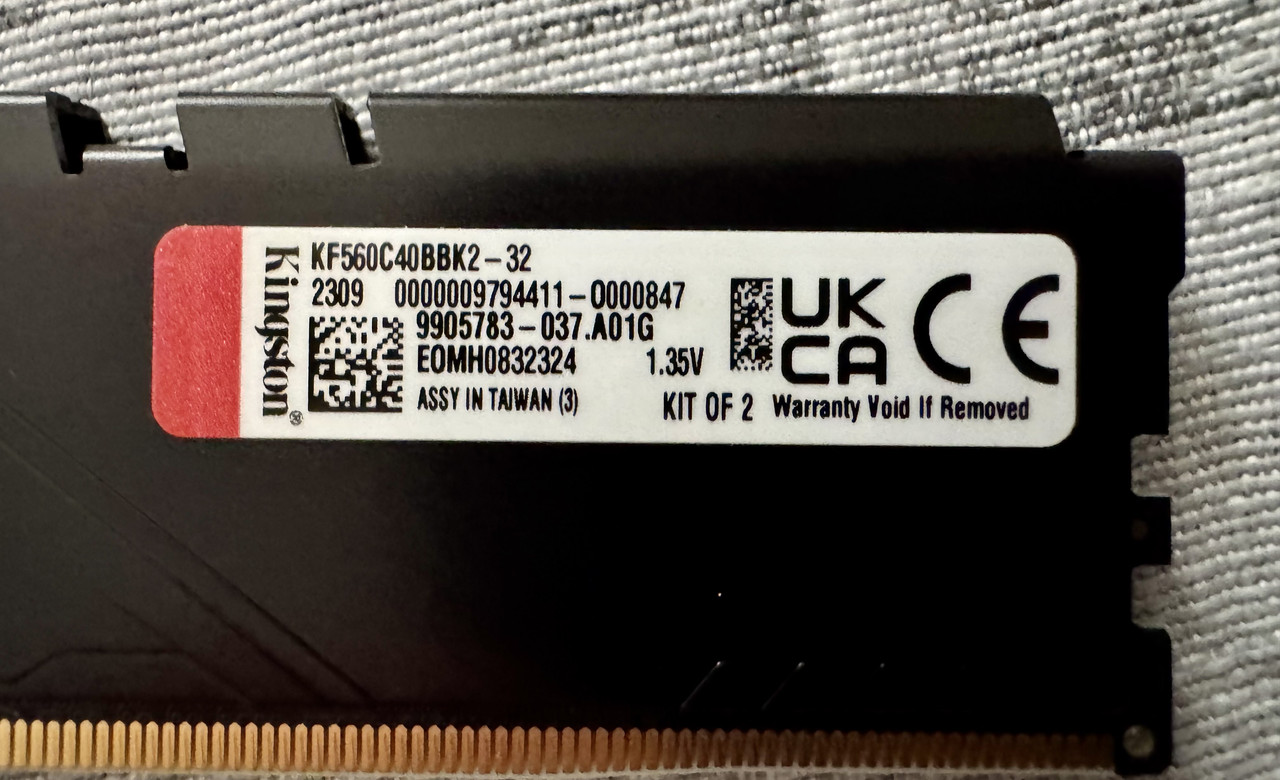 Kingston®
KF560C40BBK2-32
2309 0000009794411-0000847
9905783-037.A01G
EOMH0832324 1.35V
ASSY IN TAIWAN (3)
KIT OF 2 Warranty Void If Removed
UK
CA
CE